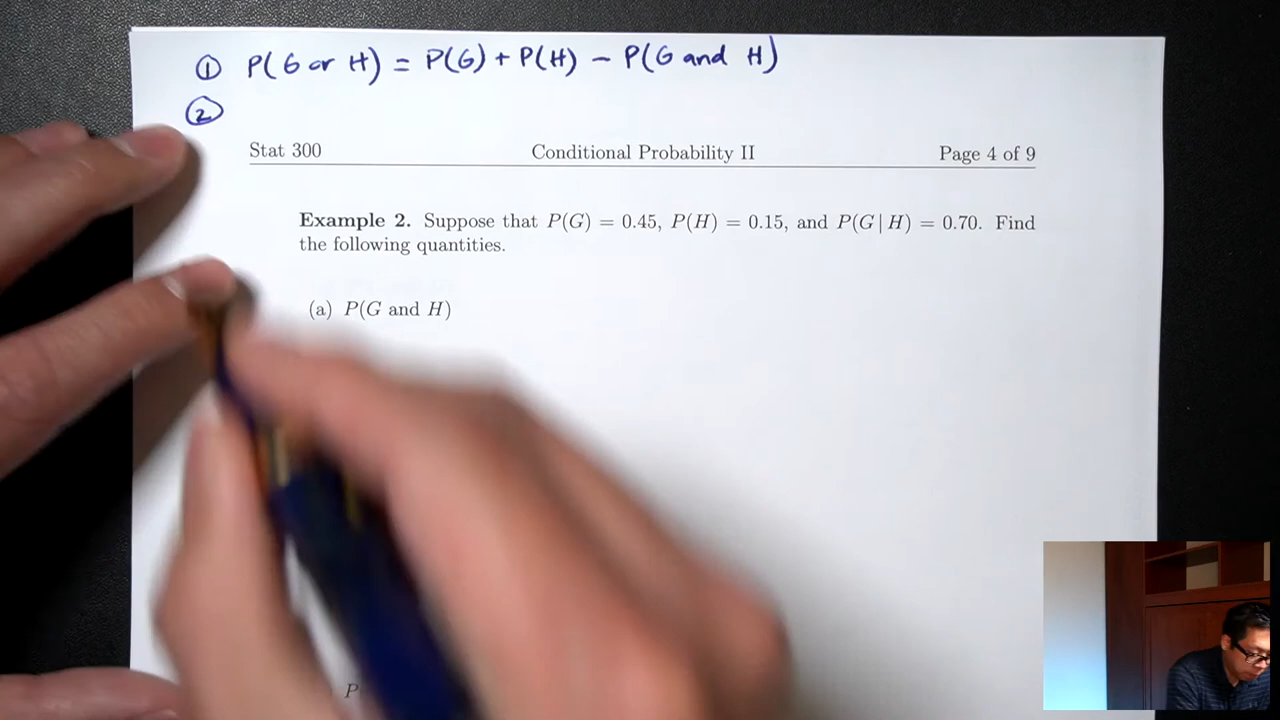 ① P(G or H) = P(G) + P(H) − P(G and H)
②
Stat 300 Conditional Probability II Page 4 of 9
Example 2. Suppose that P(G) = 0.45, P(H) = 0.15, and P(G | H) = 0.70. Find
the following quantities.
(a) P(G and H)
P